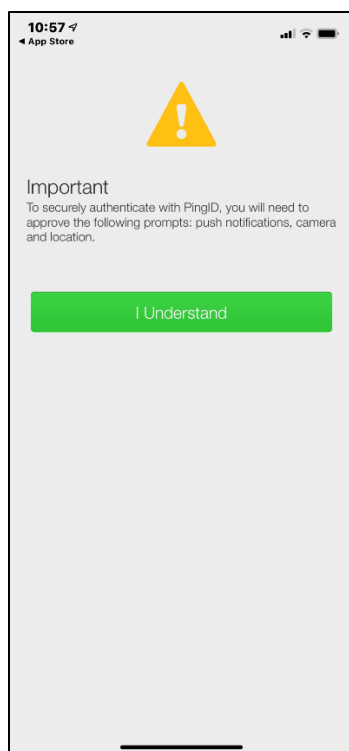 10:57
◀ App Store
Important
To securely authenticate with PingID, you will need to
approve the following prompts: push notifications, camera
and location.
I Understand